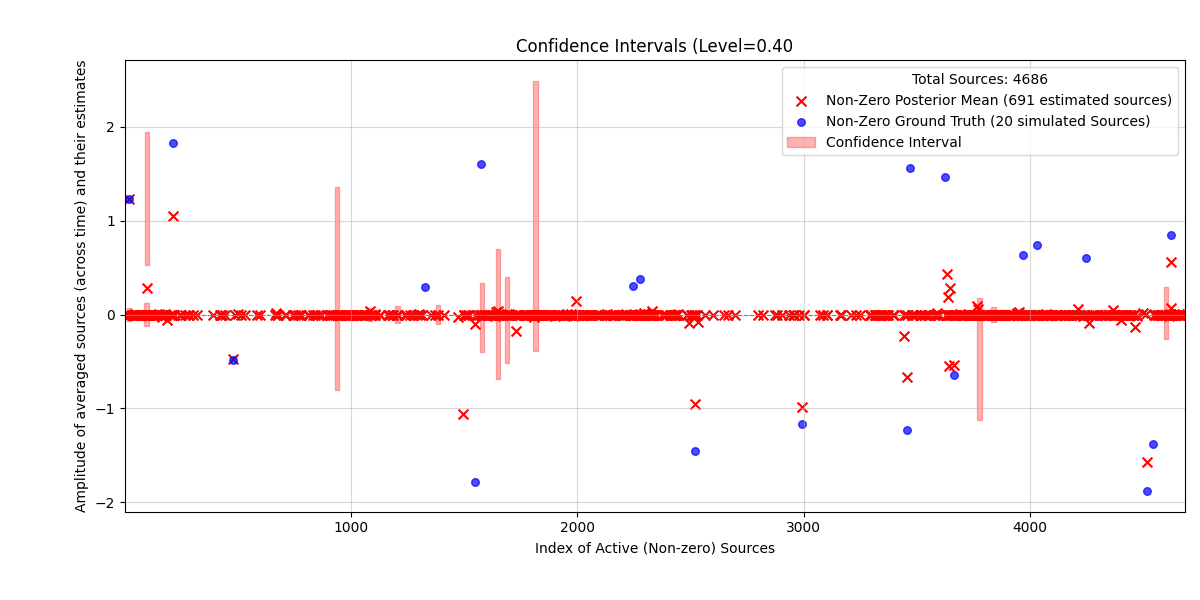 Confidence Intervals (Level=0.40
Amplitude of averaged sources (across time) and their estimates
2
1
0
−1
−2
Total Sources: 4686
Non-Zero Posterior Mean (691 estimated sources)
Non-Zero Ground Truth (20 simulated Sources)
Confidence Interval
1000
2000
3000
4000
Index of Active (Non-zero) Sources